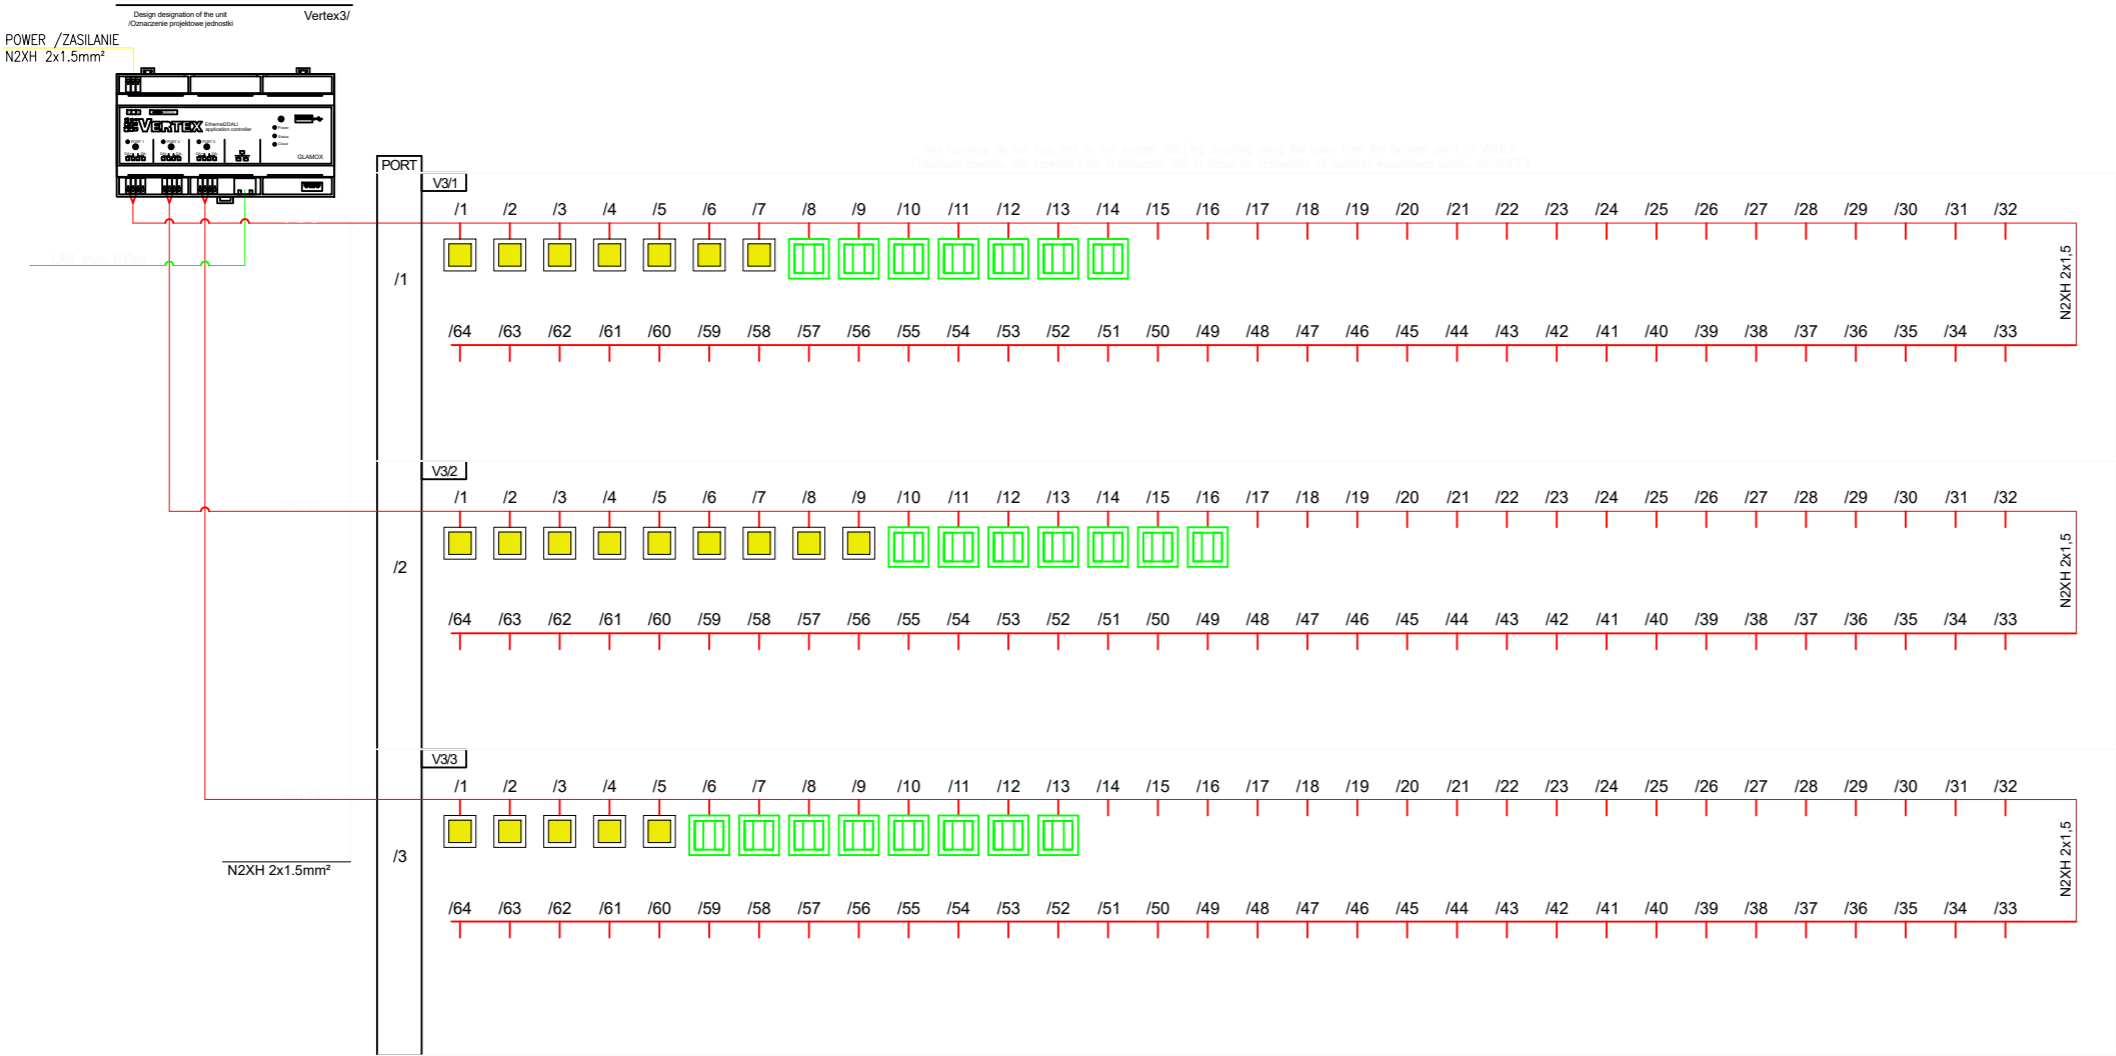 Design designation of the unit
/Oznaczenie projektowe jednostki
Vertex3/
POWER /ZASILANIE
N2XH 2x1.5mm²
VERTEX
Ethernet2DALI
application controller
Power
Status
Cloud
PORT 1
PORT 2
PORT 3
GLAMOX
LAN max.100m
PORT
V3/1
/1 /2 /3 /4 /5 /6 /7 /8 /9 /10 /11 /12 /13 /14 /15 /16 /17 /18 /19 /20 /21 /22 /23 /24 /25 /26 /27 /28 /29 /30 /31 /32
/1
N2XH 2x1,5
/64 /63 /62 /61 /60 /59 /58 /57 /56 /55 /54 /53 /52 /51 /50 /49 /48 /47 /46 /45 /44 /43 /42 /41 /40 /39 /38 /37 /36 /35 /34 /33
V3/2
/1 /2 /3 /4 /5 /6 /7 /8 /9 /10 /11 /12 /13 /14 /15 /16 /17 /18 /19 /20 /21 /22 /23 /24 /25 /26 /27 /28 /29 /30 /31 /32
/2
N2XH 2x1,5
/64 /63 /62 /61 /60 /59 /58 /57 /56 /55 /54 /53 /52 /51 /50 /49 /48 /47 /46 /45 /44 /43 /42 /41 /40 /39 /38 /37 /36 /35 /34 /33
V3/3
/1 /2 /3 /4 /5 /6 /7 /8 /9 /10 /11 /12 /13 /14 /15 /16 /17 /18 /19 /20 /21 /22 /23 /24 /25 /26 /27 /28 /29 /30 /31 /32
/3
N2XH 2x1,5
N2XH 2x1.5mm²
/64 /63 /62 /61 /60 /59 /58 /57 /56 /55 /54 /53 /52 /51 /50 /49 /48 /47 /46 /45 /44 /43 /42 /41 /40 /39 /38 /37 /36 /35 /34 /33